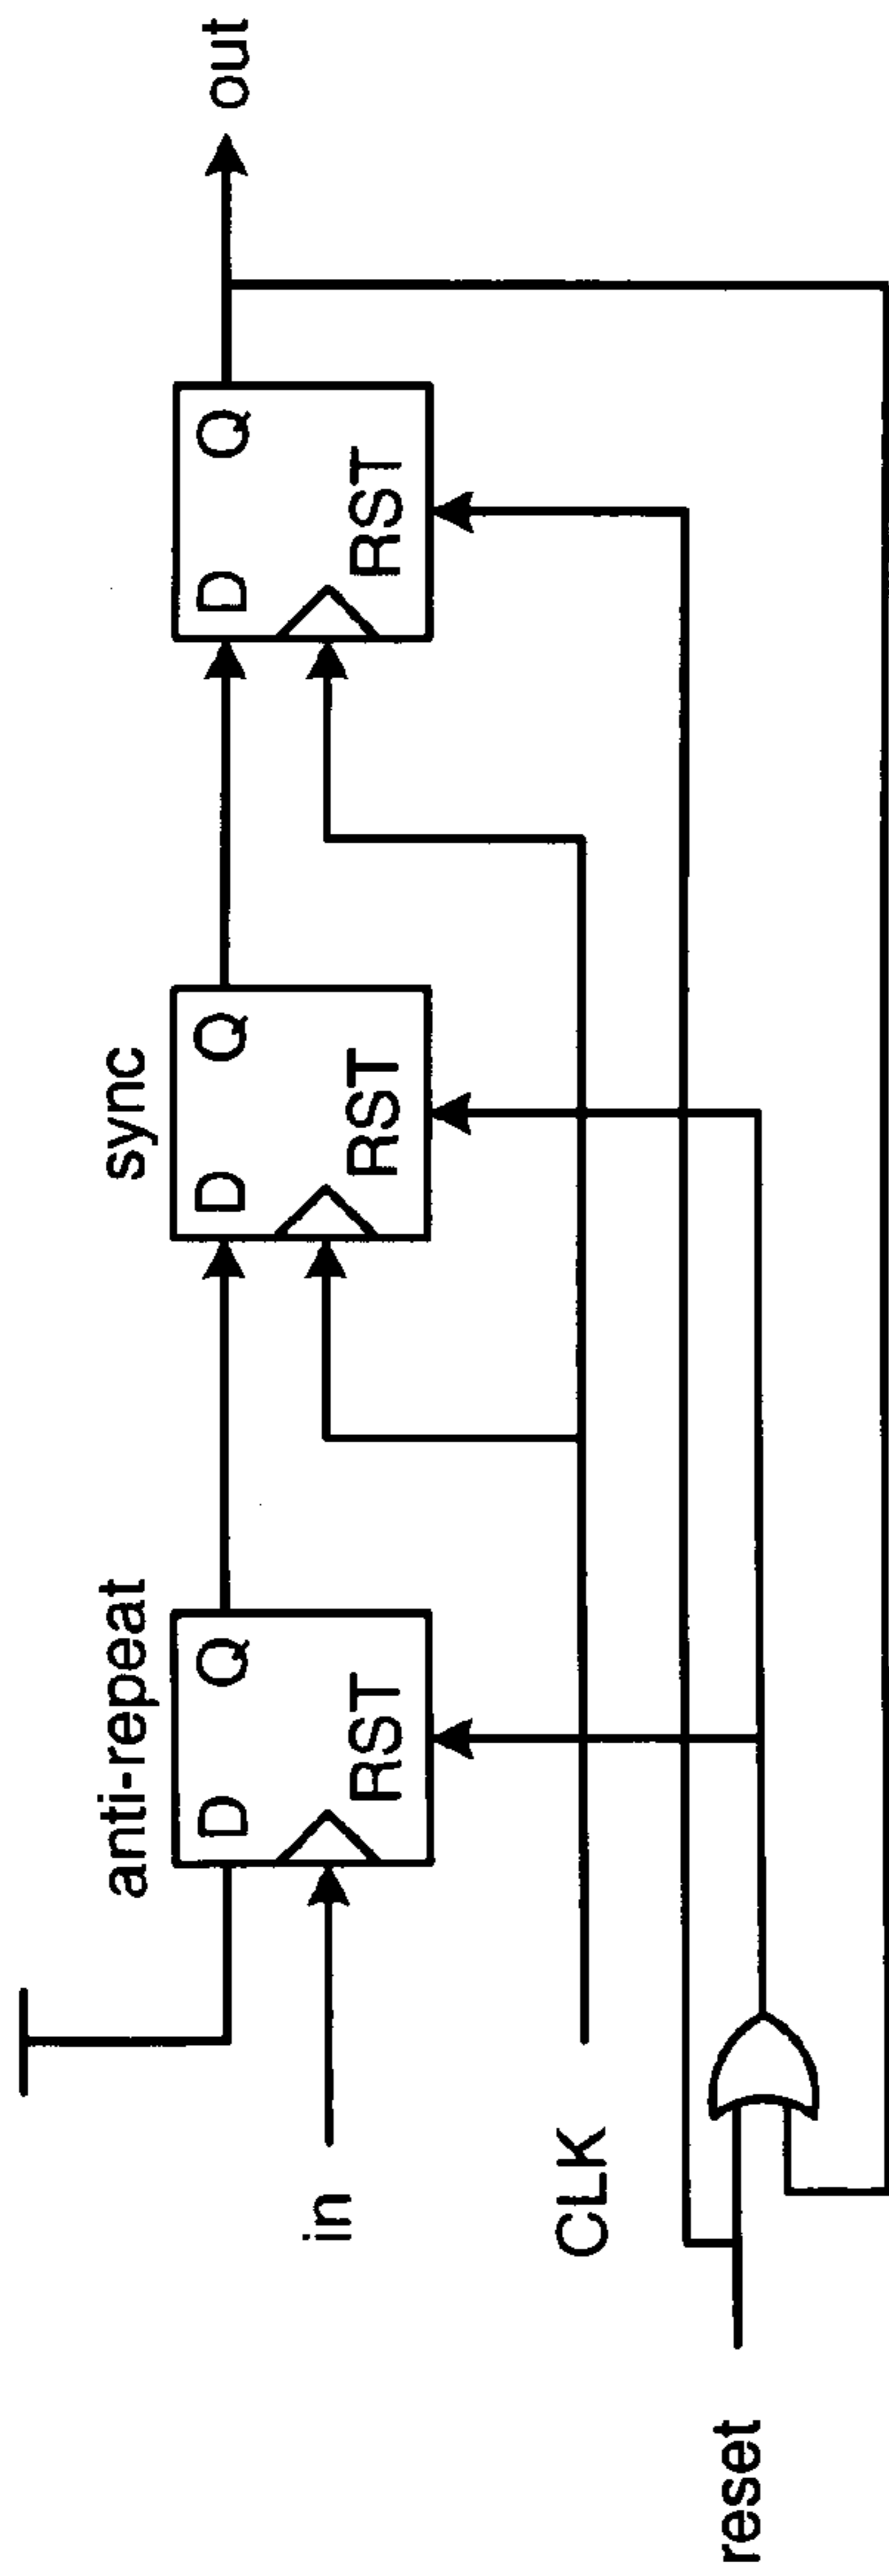 anti-repeat
sync
D Q
D Q
D Q
out
RST
RST
RST
in
CLK
reset